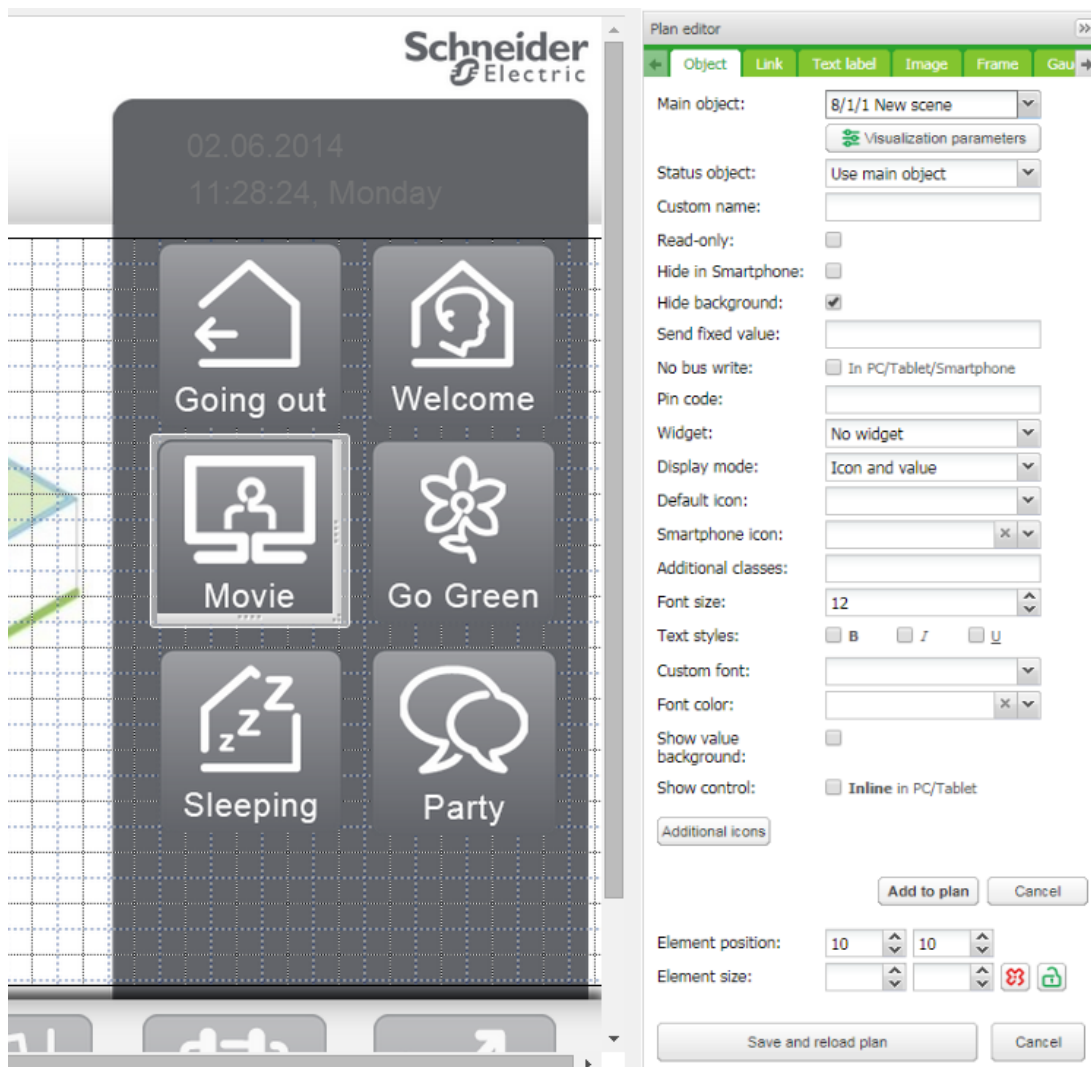 Schneider
Electric
02.06.2014
11:28:24, Monday
Going out
Welcome
Movie
Go Green
Sleeping
Party
Plan editor
Object Link Text label Image Frame Gau
Main object: 8/1/1 New scene
Visualization parameters
Status object: Use main object
Custom name:
Read-only:
Hide in Smartphone:
Hide background:
Send fixed value:
No bus write: In PC/Tablet/Smartphone
Pin code:
Widget: No widget
Display mode: Icon and value
Default icon:
Smartphone icon:
Additional classes:
Font size: 12
Text styles: B I U
Custom font:
Font color:
Show value
background:
Show control: Inline in PC/Tablet
Additional icons
Add to plan Cancel
Element position: 10 10
Element size:
Save and reload plan Cancel